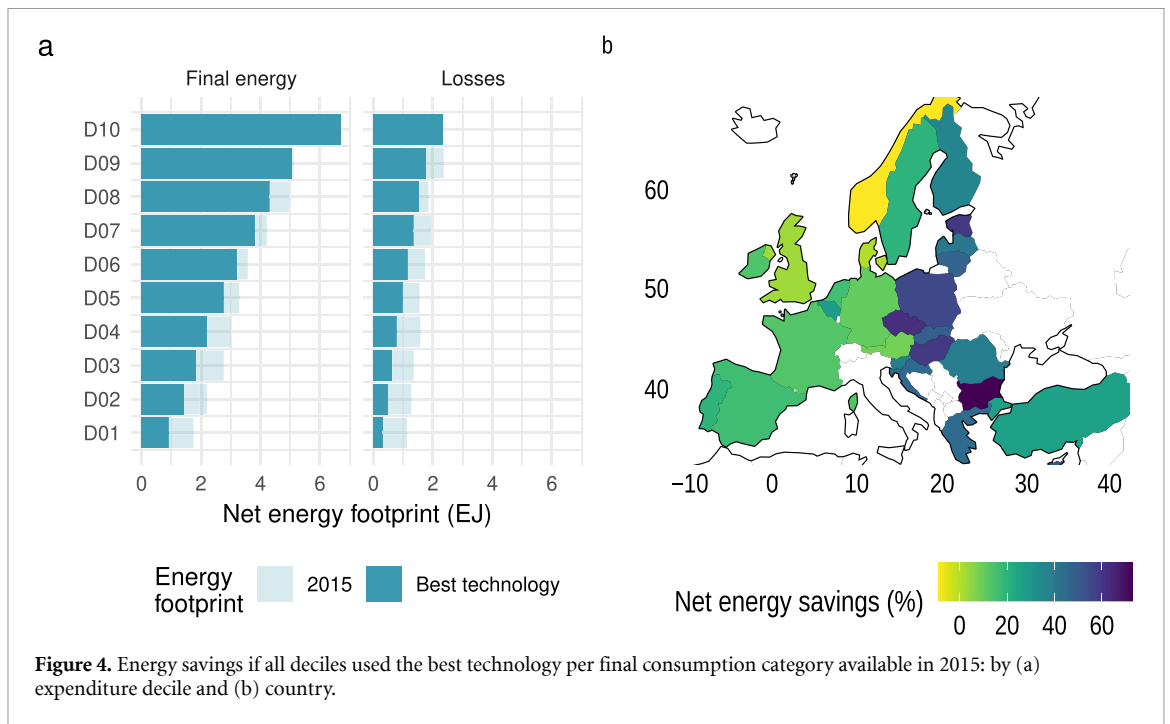 a
b
Final energy
Losses
D10
D09
D08
D07
D06
D05
D04
D03
D02
D01
0 2 4 6
0 2 4 6
Net energy footprint (EJ)
Energy
footprint
2015
Best technology
60
50
40
−10 0 10 20 30 40
Net energy savings (%)
0 20 40 60
Figure 4. Energy savings if all deciles used the best technology per final consumption category available in 2015: by (a)
expenditure decile and (b) country.